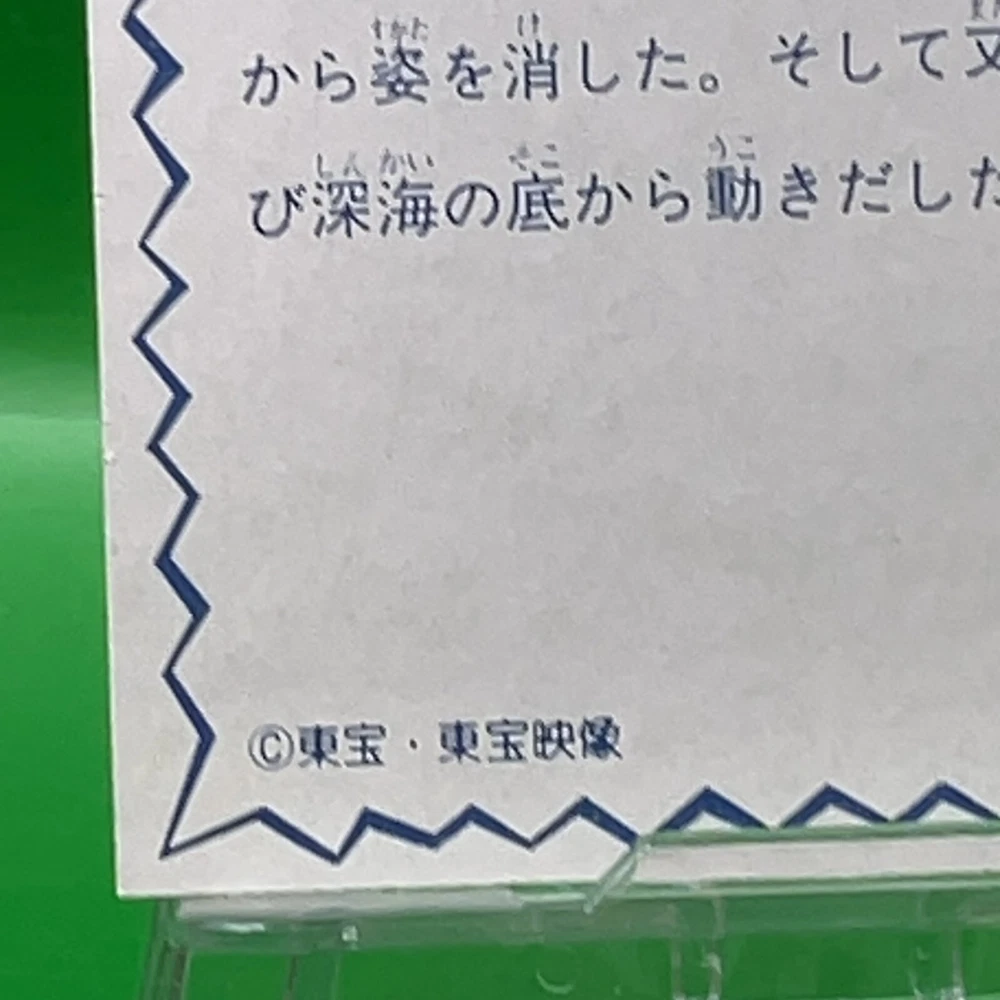 から姿を消した。そして又
び深海の底から動きだした
©東宝・東宝映像